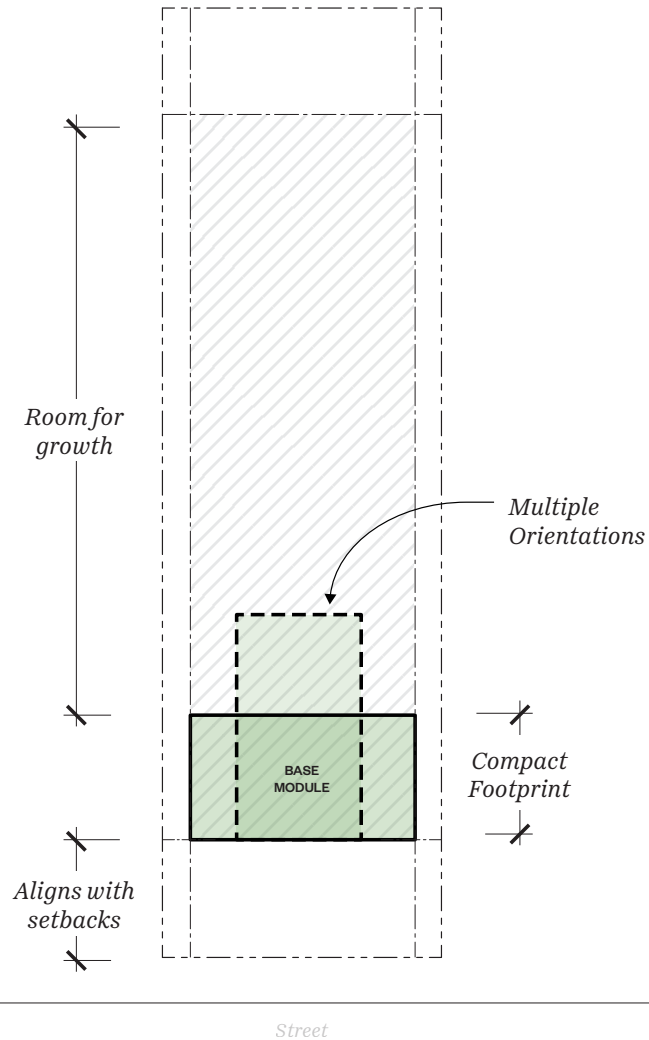 Room for
growth
Multiple
Orientations
BASE
MODULE
Compact
Footprint
Aligns with
setbacks
Street